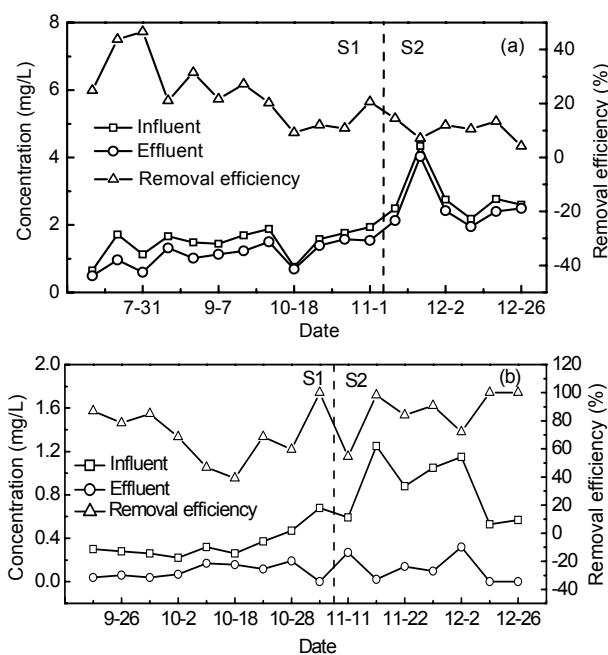 S1 S2 (a)
8
6
4
2
0
Concentration (mg/L)
Influent
Effluent
Removal efficiency
40
20
0
-20
-40
Removal efficiency (%)
7-31 9-7 10-18 11-1 12-2 12-26
Date
S1 S2 (b)
2.0
1.6
1.2
0.8
0.4
0.0
Concentration (mg/L)
Influent
Effluent
Removal efficiency
120
100
80
60
40
20
0
-20
-40
Removal efficiency (%)
9-26 10-2 10-18 10-28 11-11 11-22 12-2 12-26
Date